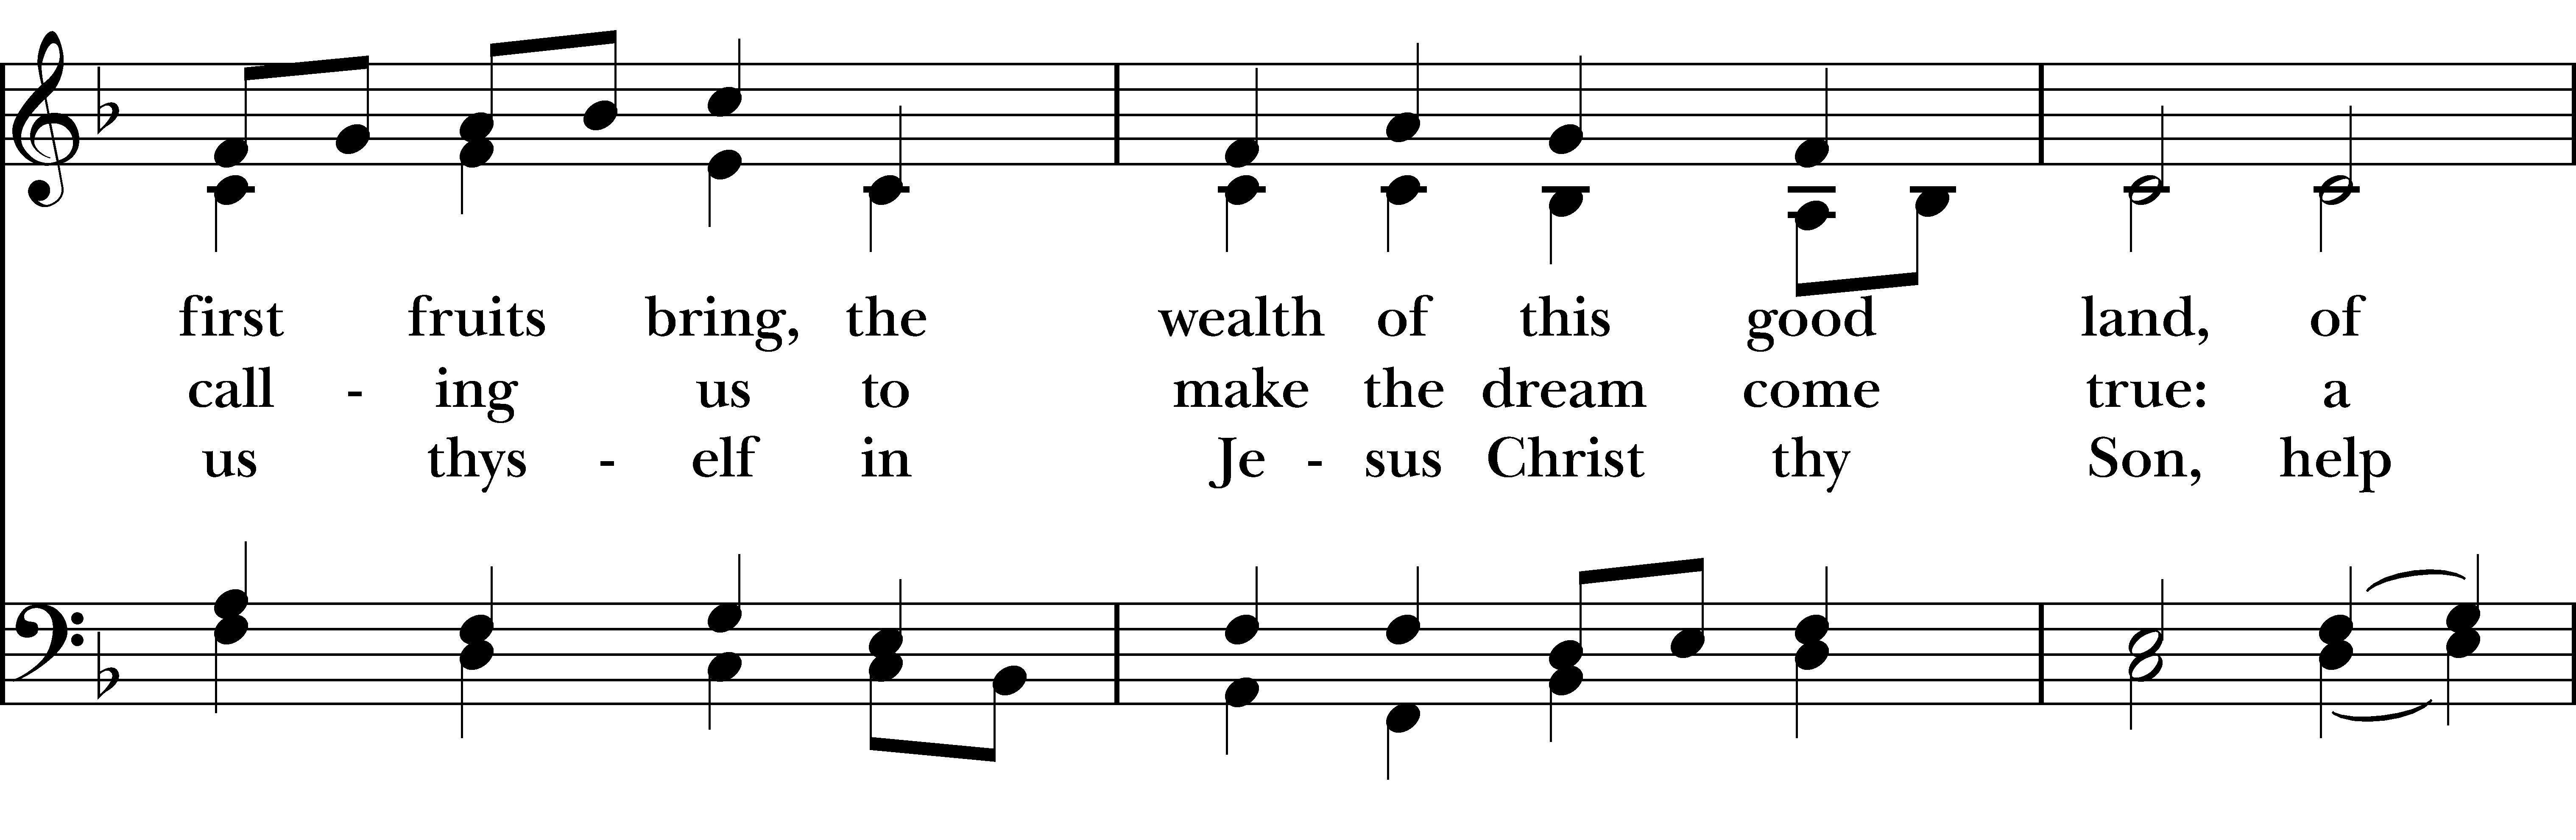 first fruits bring, the wealth of this good land, of
call - ing us to make the dream come true: a
us thys - elf in Je - sus Christ thy Son, help